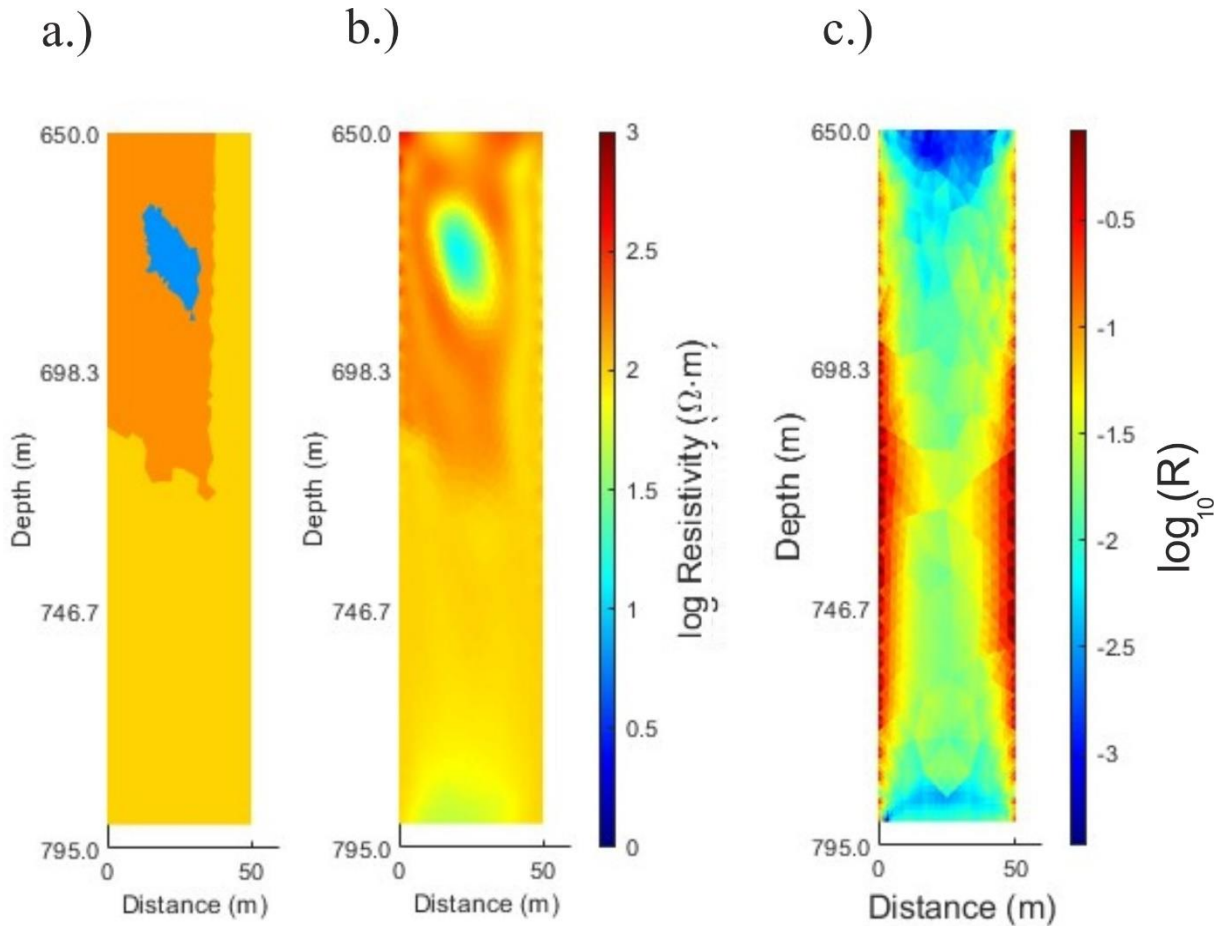 a.)
650.0
698.3
746.7
795.0
Depth (m)
0
50
Distance (m)
b.)
650.0
698.3
746.7
795.0
Depth (m)
0
50
Distance (m)
3
2.5
2
1.5
1
0.5
0
log Resistivity (Ω·m)
c.)
650.0
698.3
746.7
795.0
Depth (m)
0
50
Distance (m)
-0.5
-1
-1.5
-2
-2.5
-3
log₁₀(R)